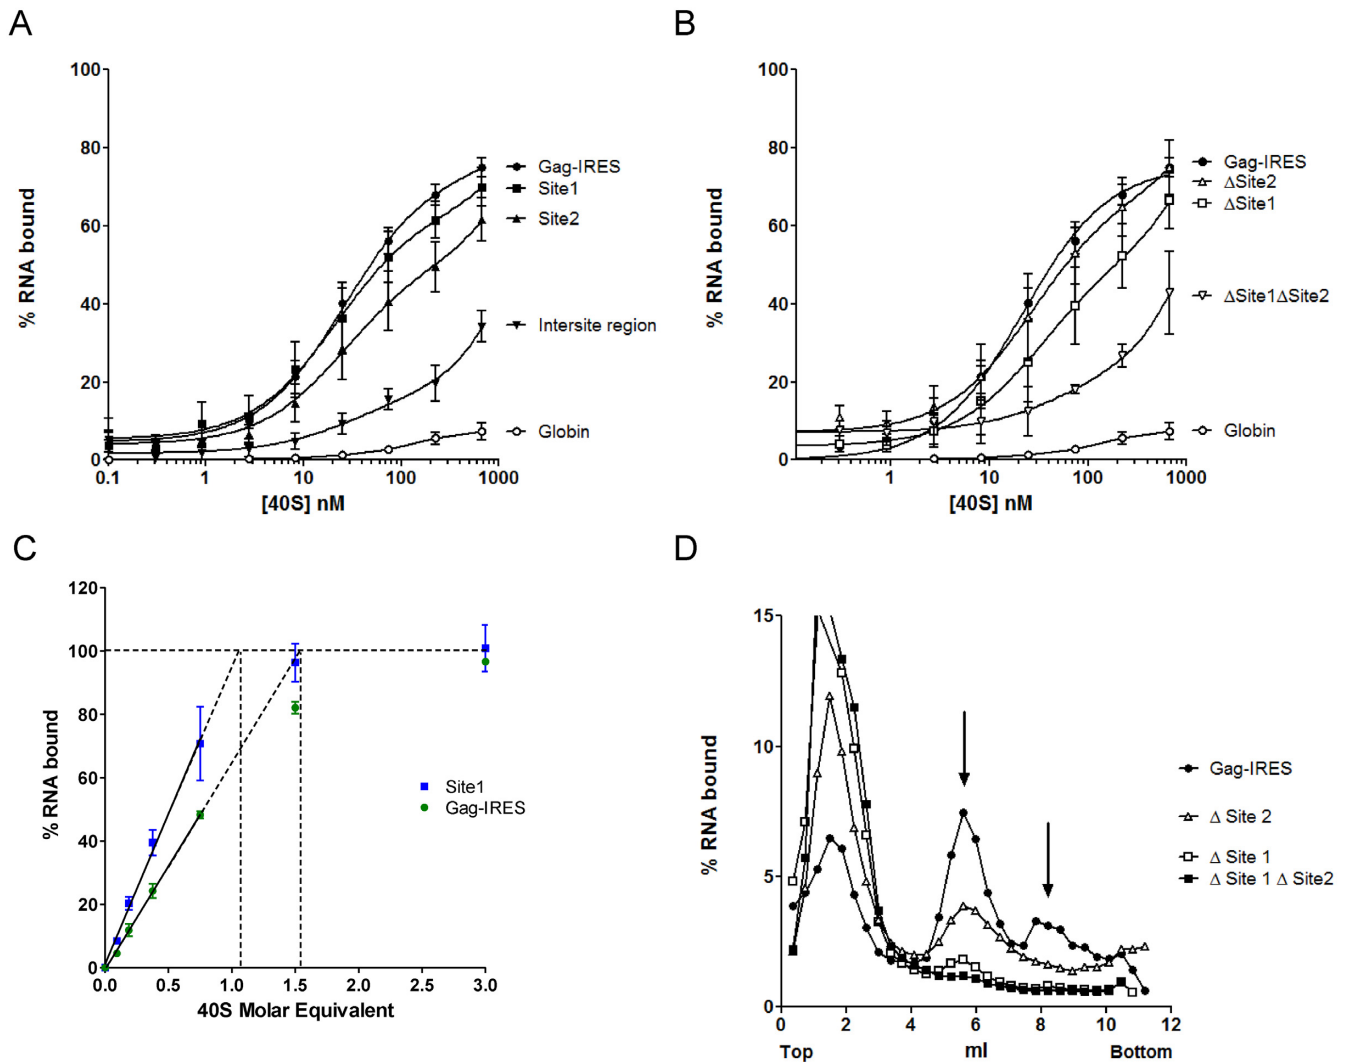 A
100
80
60
40
20
0
% RNA bound
0.1
1
10
100
1000
[40S] nM
Gag-IRES
Site1
Site2
Intersite region
Globin
B
100
80
60
40
20
0
% RNA bound
1
10
100
1000
[40S] nM
Gag-IRES
ΔSite2
ΔSite1
ΔSite1ΔSite2
Globin
C
120
100
80
60
40
20
0
% RNA bound
0.0
0.5
1.0
1.5
2.0
2.5
3.0
40S Molar Equivalent
Site1
Gag-IRES
D
15
10
5
0
% RNA bound
0
2
4
6
8
10
12
Top
ml
Bottom
Gag-IRES
Δ Site 2
Δ Site 1
Δ Site 1 Δ Site2